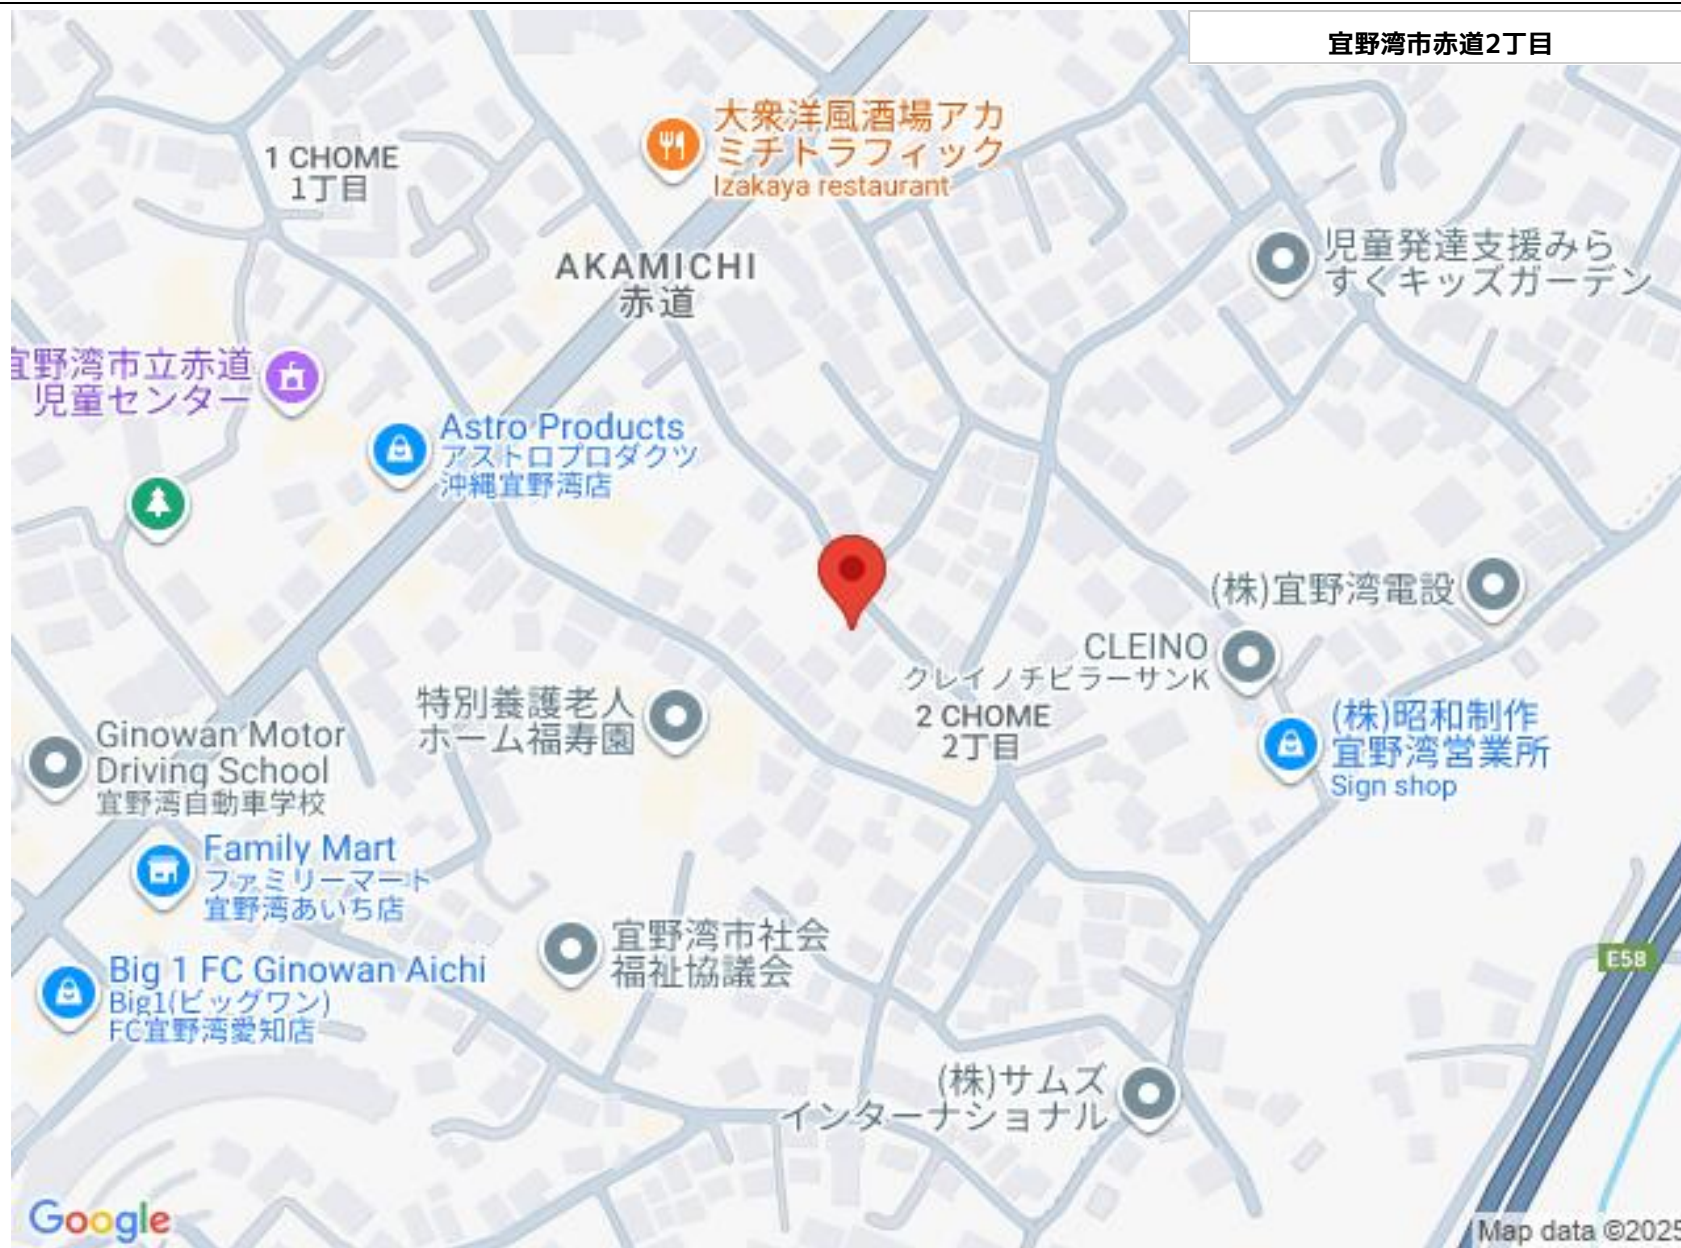 宜野湾市赤道2丁目
大衆洋風酒場アカ
ミチトラフィック
Izakaya restaurant
1 CHOME
1丁目
児童発達支援みら
すくキッズガーデン
AKAMICHI
赤道
宜野湾市立赤道
児童センター
Astro Products
アストロプロダクツ
沖縄宜野湾店
(株)宜野湾電設
CLEINO
クレイノチビラーサンK
特別養護老人
ホーム福寿園
2 CHOME
2丁目
(株)昭和制作
宜野湾営業所
Sign shop
Ginowan Motor
Driving School
宜野湾自動車学校
Family Mart
ファミリーマート
宜野湾あいち店
宜野湾市社会
福祉協議会
E58
Big 1 FC Ginowan Aichi
Big1(ビッグワン)
FC宜野湾愛知店
(株)サムズ
インターナショナル
Google
Map data ©2025